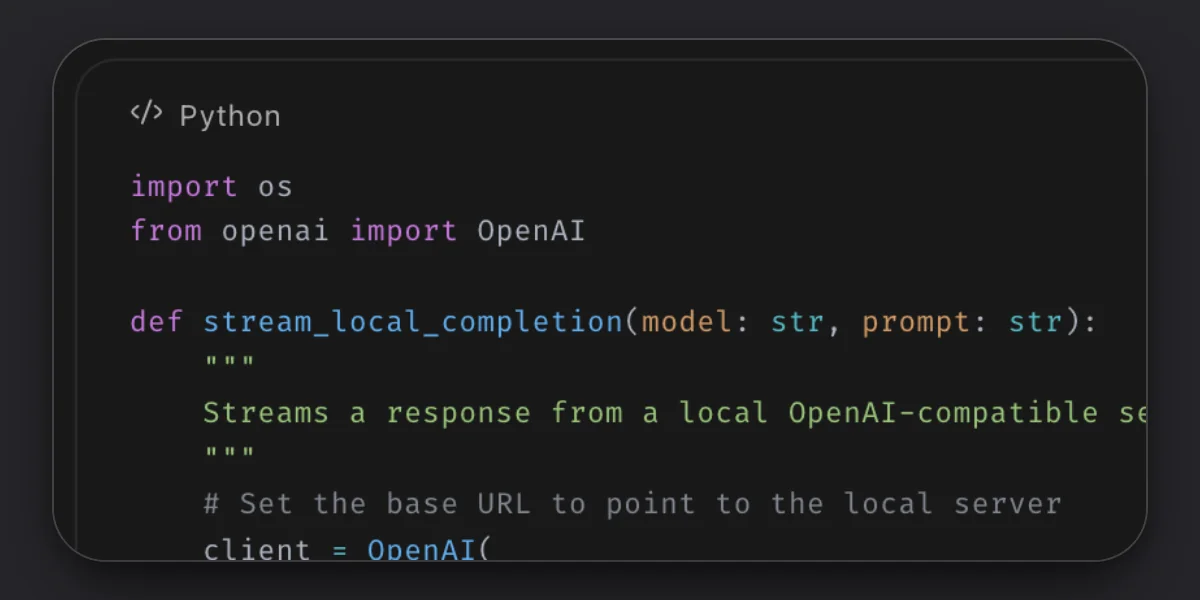 </> Python
import os
from openai import OpenAI
def stream_local_completion(model: str, prompt: str):
"""
Streams a response from a local OpenAI-compatible
"""
# Set the base URL to point to the local server
client = OpenAI(